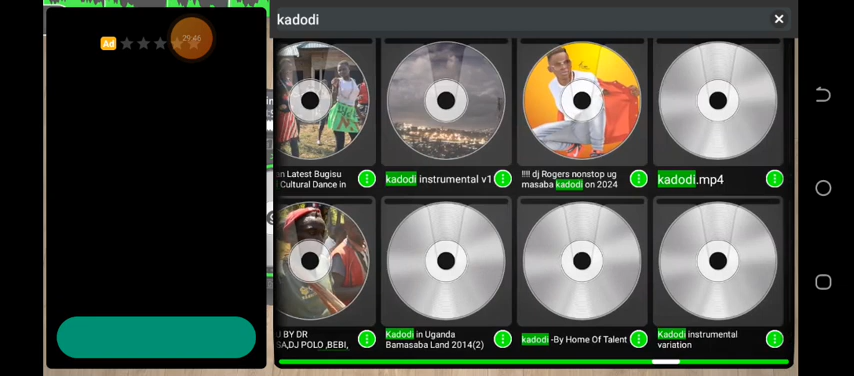 Ad
29,46
kadodi
an Latest Bugisu
Cultural Dance in
kadodi instrumental v1
!!!! dj Rogers nonstop ug
masaba kadodi on 2024
kadodi.mp4
J BY DR
SA,DJ POLO ,BEBI,
Kadodi in Uganda
Bamasaba Land 2014(2)
kadodi -By Home Of Talent
Kadodi instrumental
variation